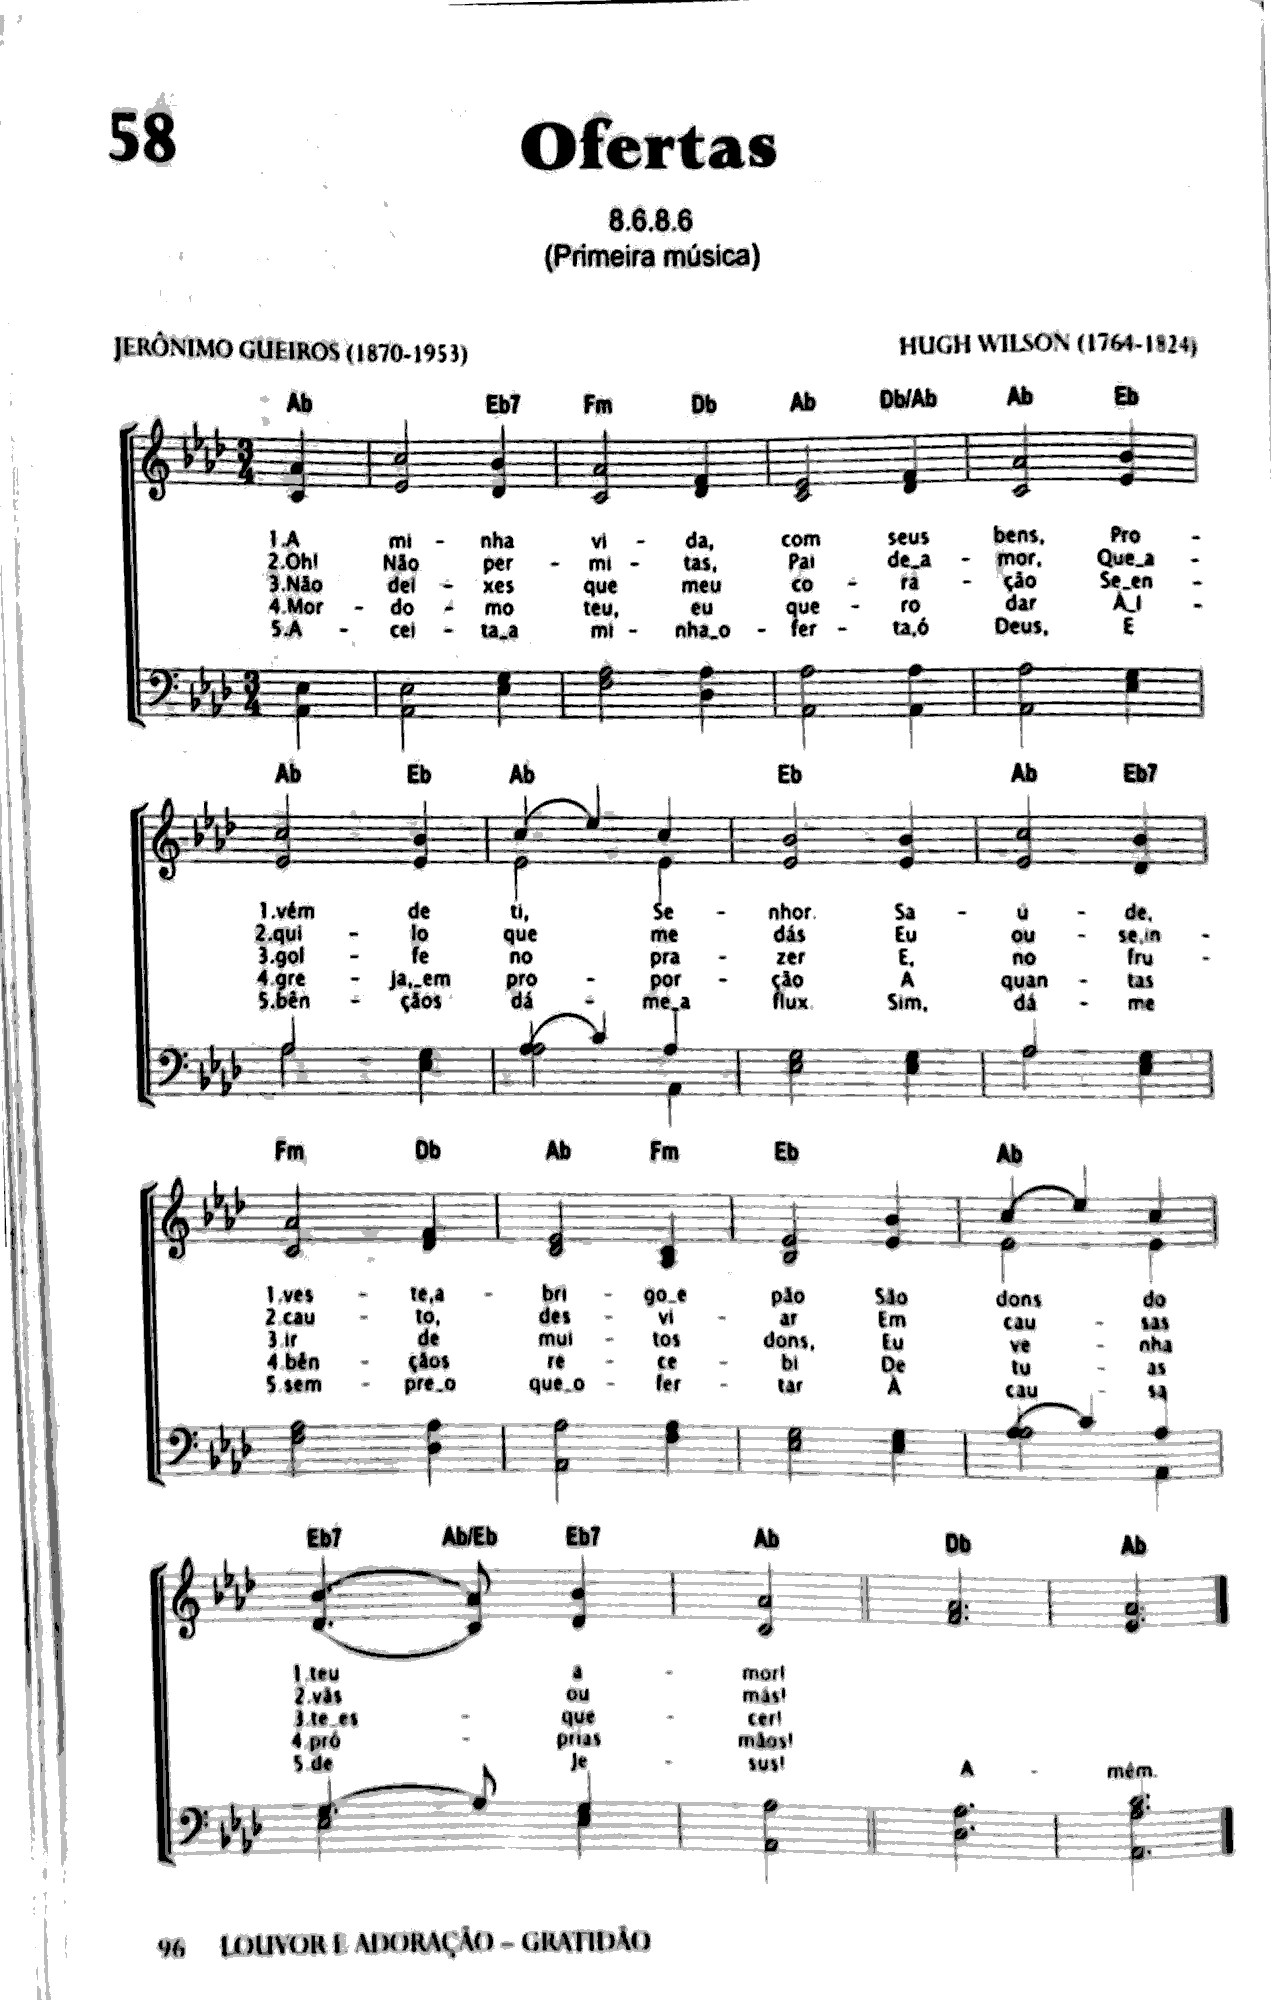 58
Ofertas
8.6.8.6
(Primeira música)
JERÔNIMO GUEIROS (1870-1953)
HUGH WILSON (1764-1824)
Ab Eb7 Fm Db Ab Db/Ab Ab Eb
1.A mi - nha vi - da, com seus bens, Pro -
2.Oh! Não per - mi - tas, Pai de_a - mor, Que_a -
3.Não dei - xes que meu co - ra - ção Se_en -
4.Mor - do - mo teu, eu que - ro dar À_I -
5.A - cei - ta_a mi - nha_o - fer - ta,ó Deus, E
Ab Eb Ab Eb Ab Eb7
1.vém de ti, Se - nhor. Sa - ú - de,
2.qui - lo que me dás Eu ou - se,in -
3.gol - fe no pra - zer E, no fru -
4.gre - ja,_em pro - por - ção A quan - tas
5.bên - çãos dá - me_a flux. Sim, dá - me
Fm Db Ab Fm Eb Ab
1.ves - te,a - bri - go_e pão São dons do
2.cau - to, des - vi - ar Em cau - sas
3.ir de mui - tos dons, Eu ve - nha
4.bên - çãos re - ce - bi De tu - as
5.sem - pre_o que_o - fer - tar À cau - sa
Eb7 Ab/Eb Eb7 Ab Db Ab
1.teu a - mor!
2.vãs ou más!
3.te_es - que - cer!
4.pró - prias mãos!
5.de Je - sus! A - mém.
96 LOUVOR E ADORAÇÃO – GRATIDÃO